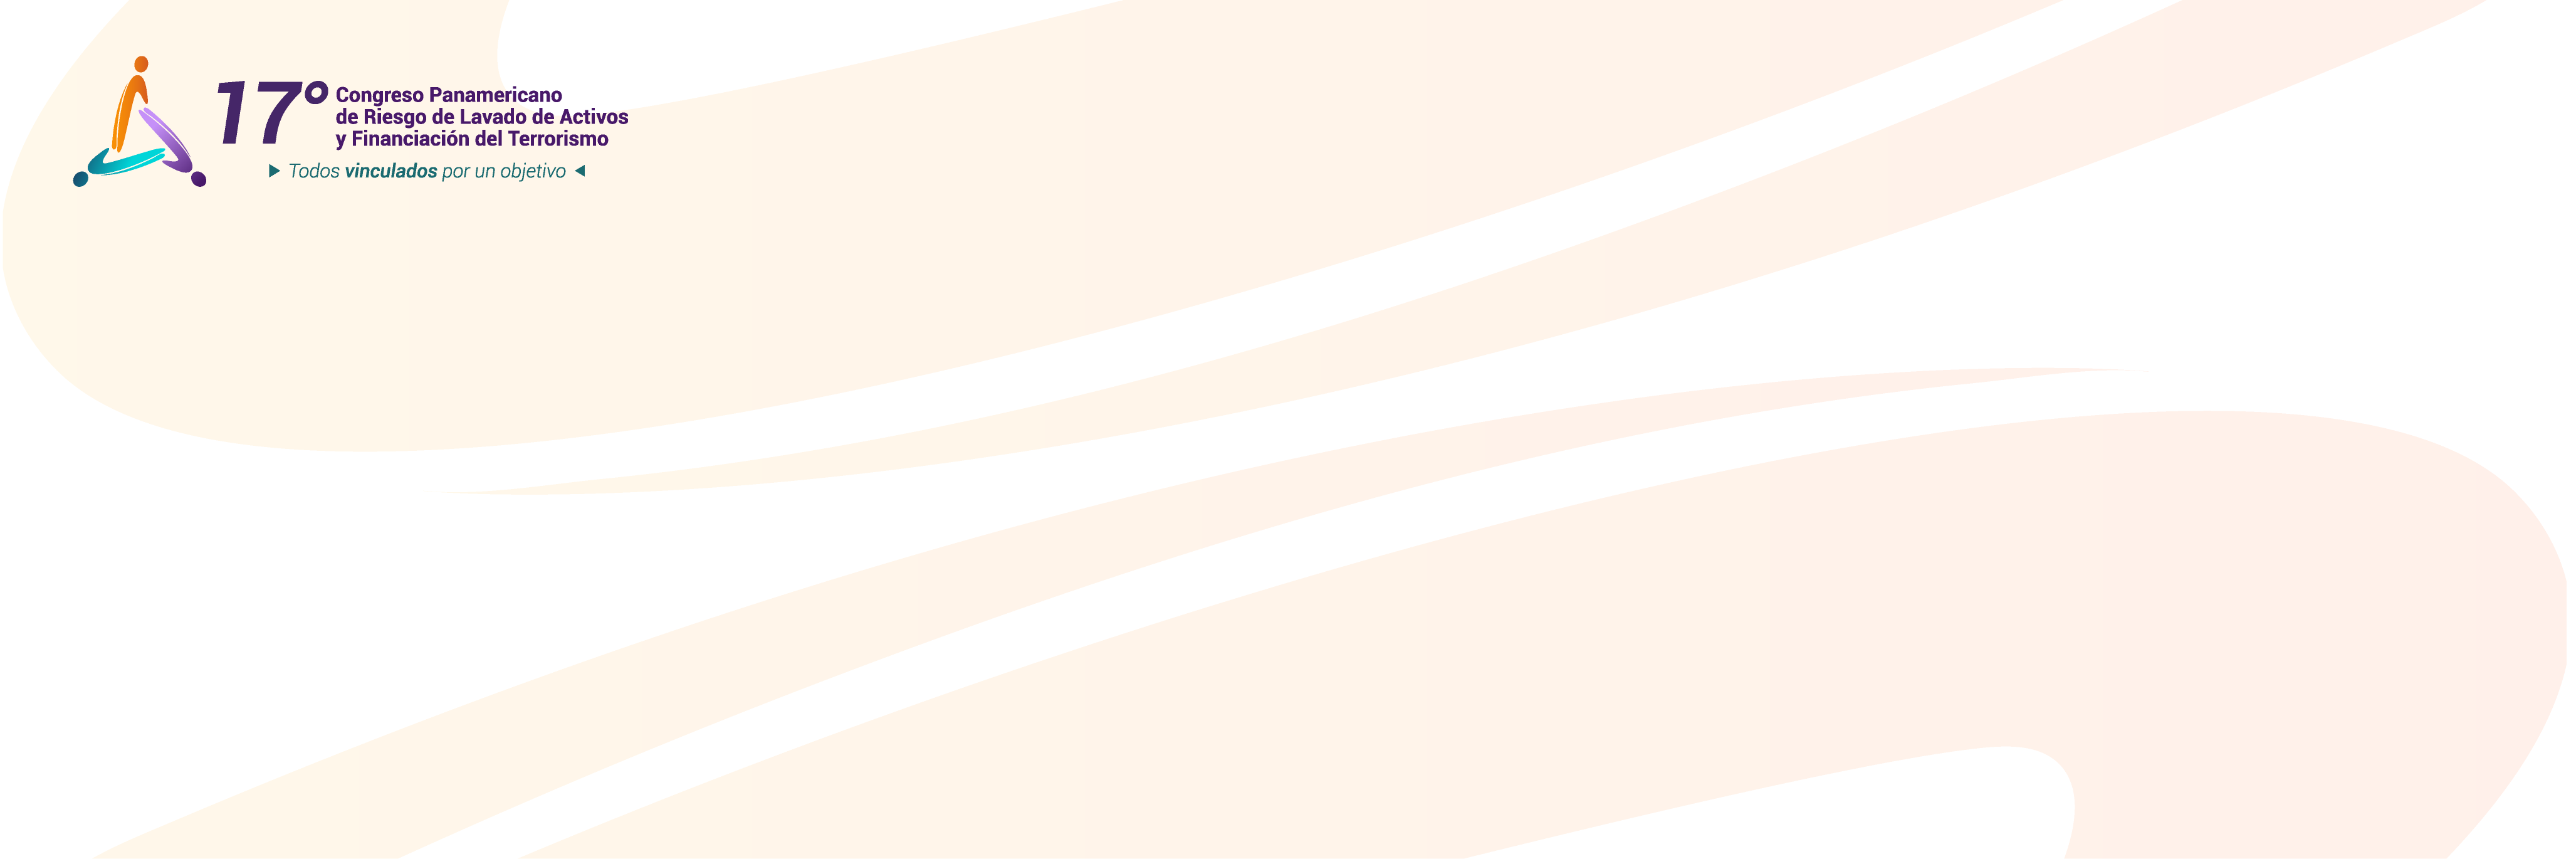 17°
Congreso Panamericano
de Riesgo de Lavado de Activos
y Financiación del Terrorismo
Todos vinculados por un objetivo